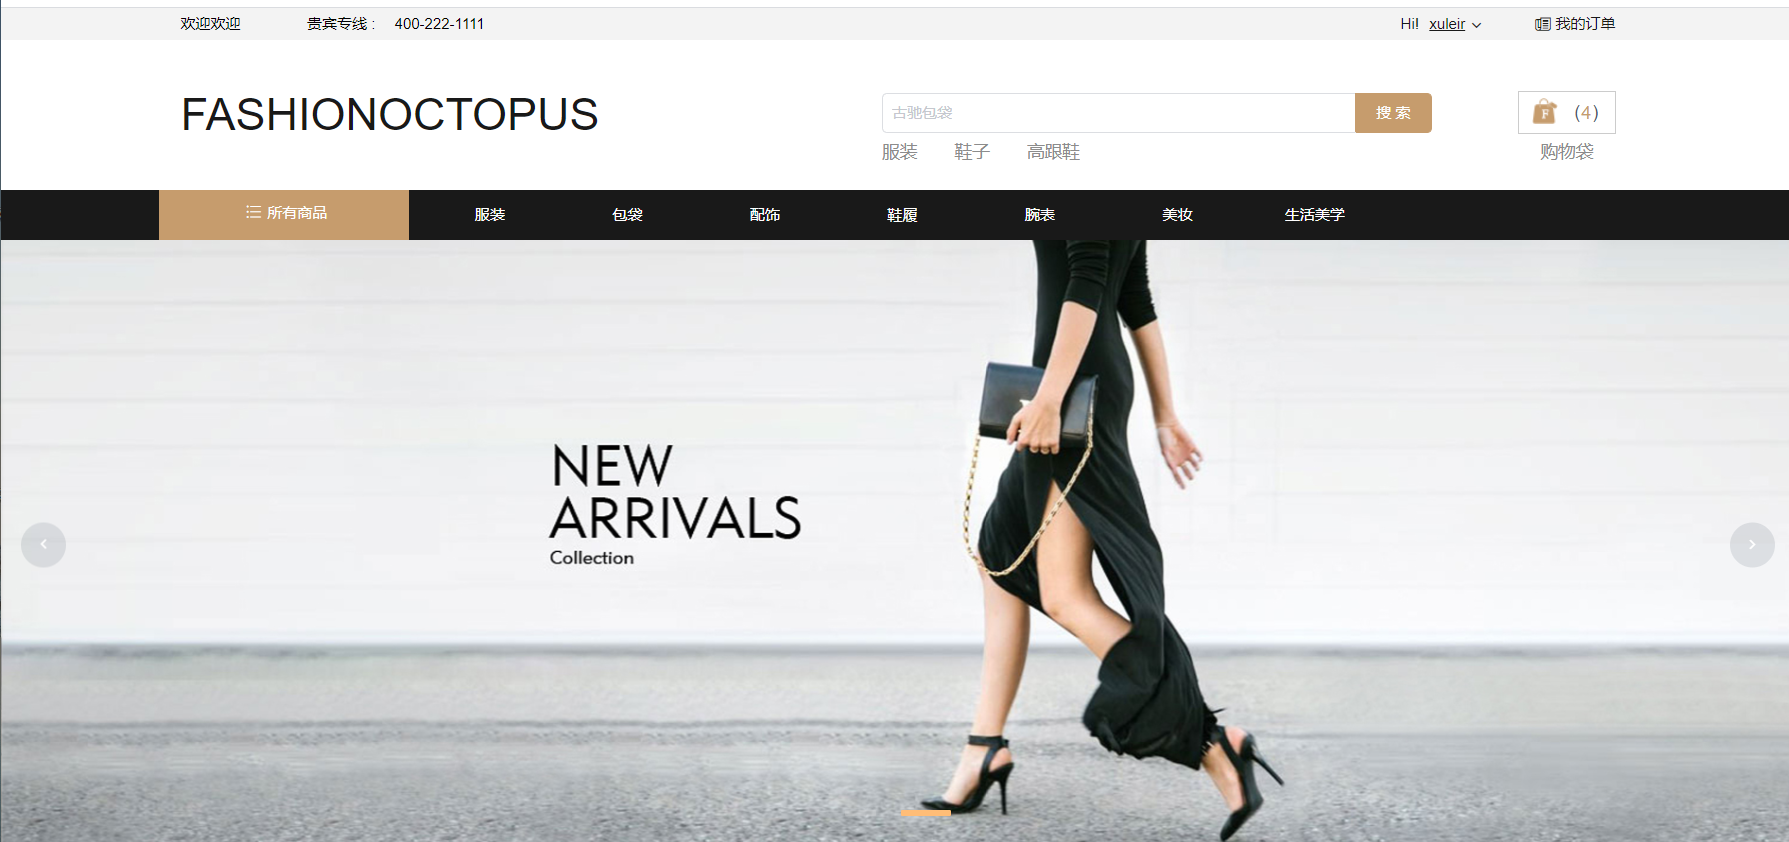 欢迎欢迎 贵宾专线 : 400-222-1111 Hi! xuleir 我的订单
FASHIONOCTOPUS
古驰包袋 搜 索
F (4)
服装 鞋子 高跟鞋 购物袋
所有商品 服装 包袋 配饰 鞋履 腕表 美妆 生活美学
NEW
ARRIVALS
Collection